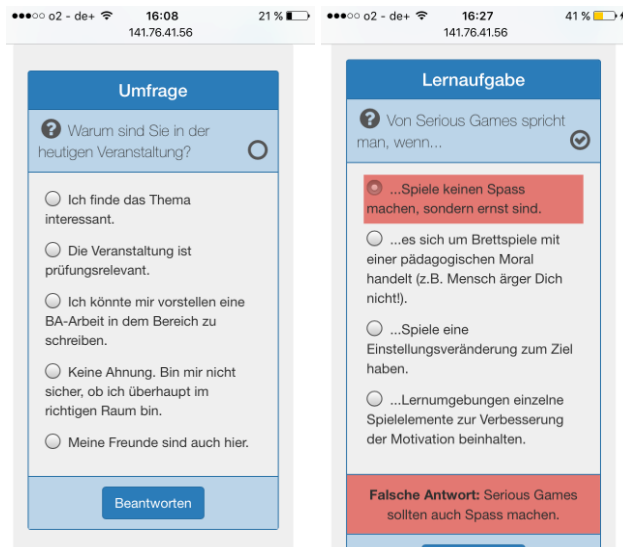 o2 - de+ 16:08 21 %
141.76.41.56
Umfrage
Warum sind Sie in der
heutigen Veranstaltung?
Ich finde das Thema
interessant.
Die Veranstaltung ist
prüfungsrelevant.
Ich könnte mir vorstellen eine
BA-Arbeit in dem Bereich zu
schreiben.
Keine Ahnung. Bin mir nicht
sicher, ob ich überhaupt im
richtigen Raum bin.
Meine Freunde sind auch hier.
Beantworten
o2 - de+ 16:27 41 %
141.76.41.56
Lernaufgabe
Von Serious Games spricht
man, wenn...
...Spiele keinen Spass
machen, sondern ernst sind.
...es sich um Brettspiele mit
einer pädagogischen Moral
handelt (z.B. Mensch ärger Dich
nicht!).
...Spiele eine
Einstellungsveränderung zum Ziel
haben.
...Lernumgebungen einzelne
Spielelemente zur Verbesserung
der Motivation beinhalten.
Falsche Antwort: Serious Games
sollten auch Spass machen.